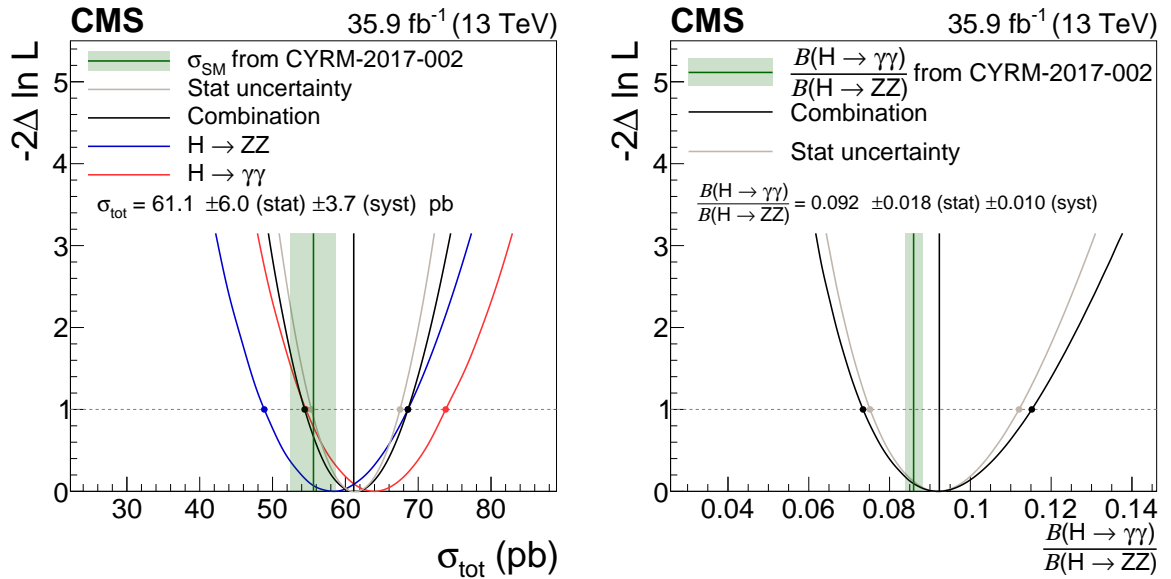 CMS 35.9 fb⁻¹ (13 TeV)
-2Δ ln L
5
4
3
2
1
0
σ_SM from CYRM-2017-002
Stat uncertainty
Combination
H → ZZ
H → γγ
σ_tot = 61.1 ±6.0 (stat) ±3.7 (syst) pb
30 40 50 60 70 80
σ_tot (pb)
CMS 35.9 fb⁻¹ (13 TeV)
-2Δ ln L
5
4
3
2
1
0
B(H → γγ)
B(H → ZZ) from CYRM-2017-002
Combination
Stat uncertainty
B(H → γγ)
B(H → ZZ) = 0.092 ±0.018 (stat) ±0.010 (syst)
0.04 0.06 0.08 0.1 0.12 0.14
B(H → γγ)
B(H → ZZ)